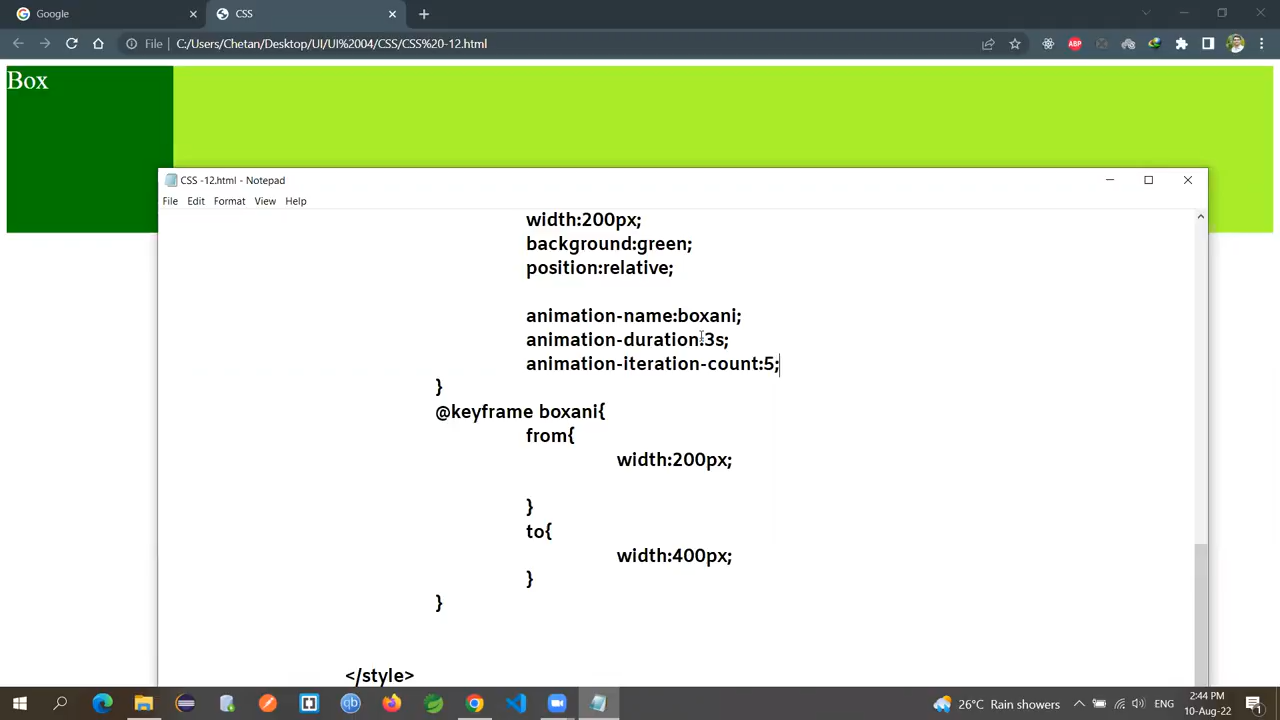 Google
CSS
File
C:/Users/Chetan/Desktop/UI/UI%2004/CSS/CSS%20-12.html
ABP
Box
CSS -12.html - Notepad
File Edit Format View Help
width:200px;
background:green;
position:relative;
animation-name:boxani;
animation-duration:3s;
animation-iteration-count:5;
}
@keyframe boxani{
from{
width:200px;
}
to{
width:400px;
}
}
</style>
qb
26°C Rain showers
ENG
2:44 PM
10-Aug-22
1